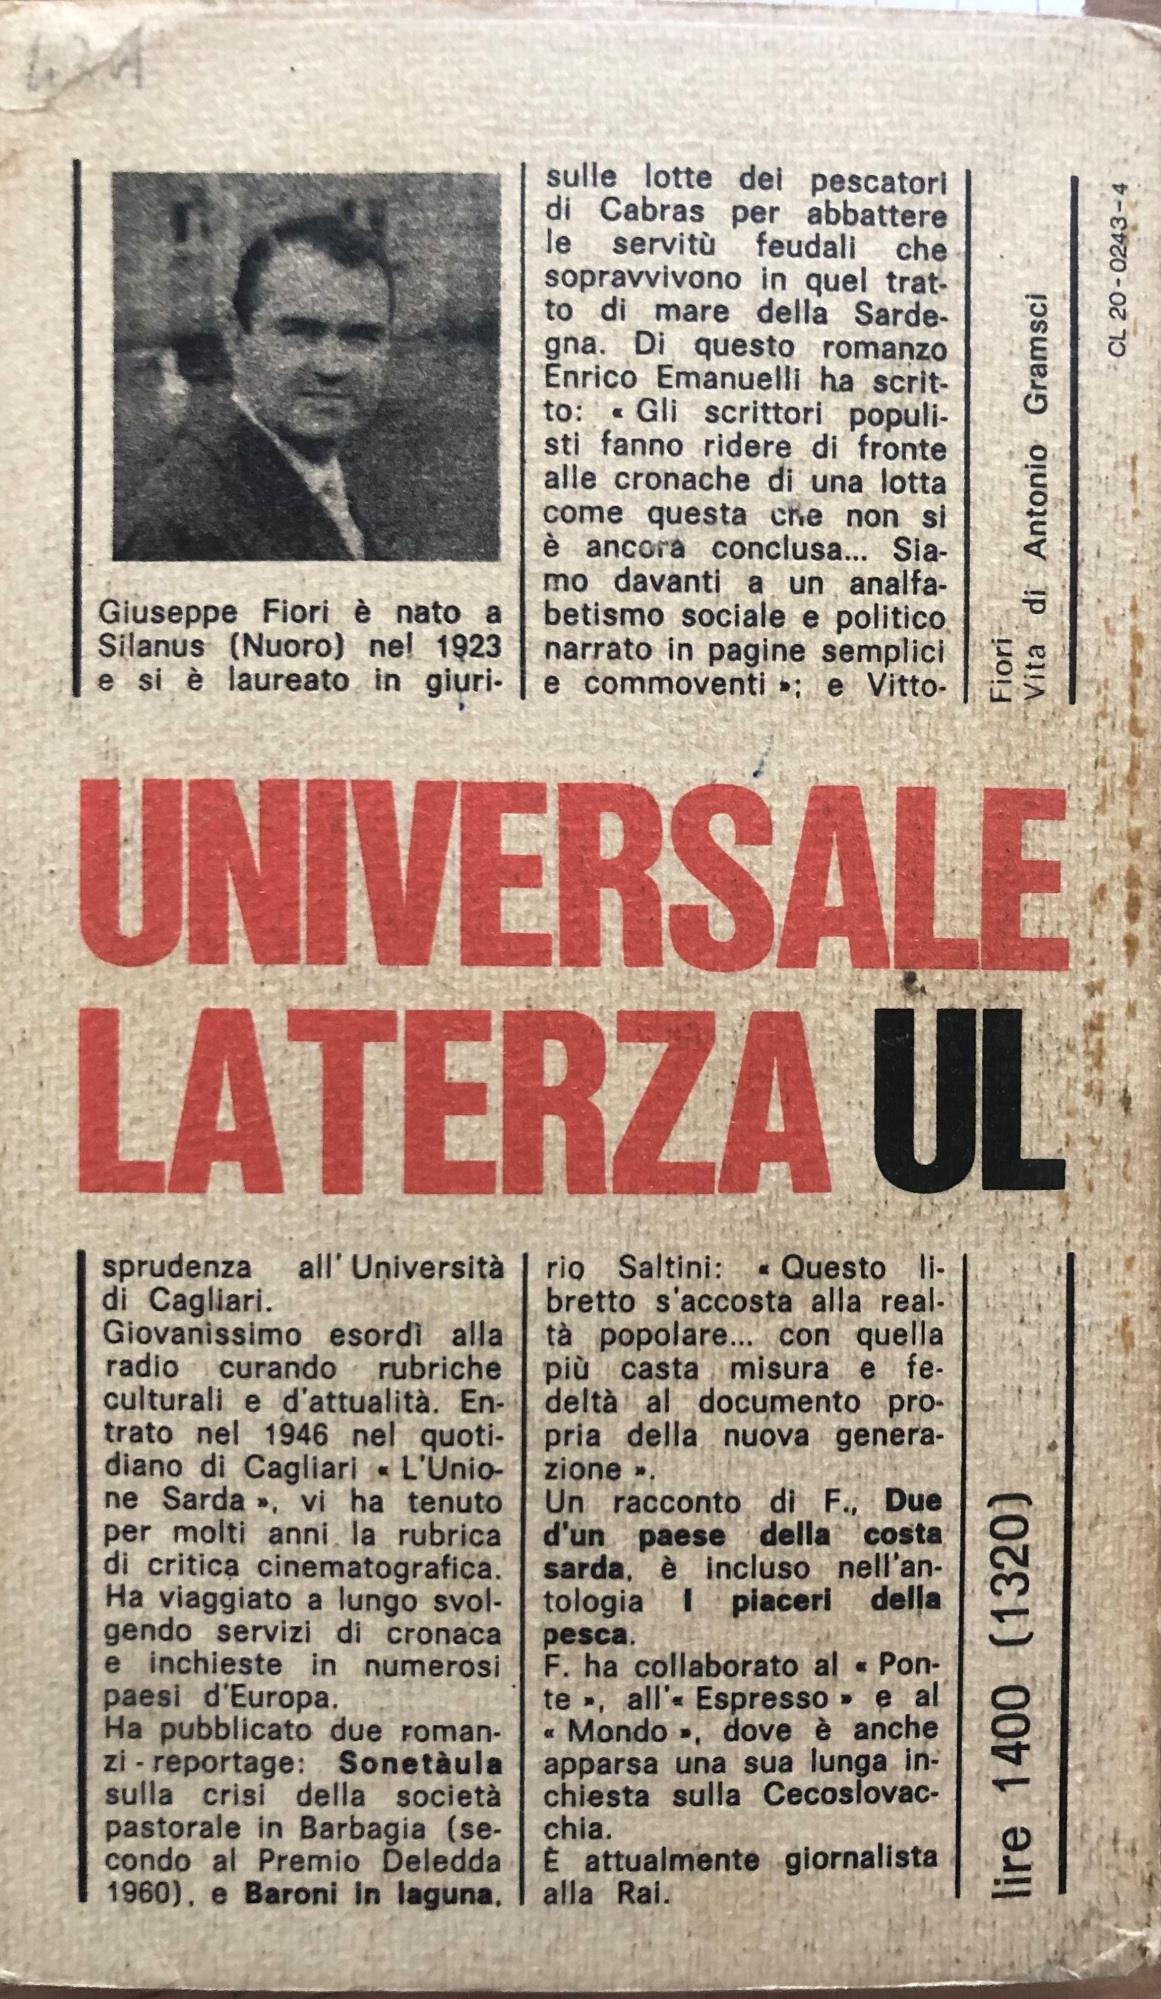 Giuseppe Fiori è nato a
Silanus (Nuoro) nel 1923
e si è laureato in giuri-
sprudenza all'Università
di Cagliari.
Giovanissimo esordì alla
radio curando rubriche
culturali e d'attualità. En-
trato nel 1946 nel quoti-
diano di Cagliari « L'Unio-
ne Sarda », vi ha tenuto
per molti anni la rubrica
di critica cinematografica.
Ha viaggiato a lungo svol-
gendo servizi di cronaca
e inchieste in numerosi
paesi d'Europa.
Ha pubblicato due roman-
zi - reportage: Sonetàula
sulla crisi della società
pastorale in Barbagia (se-
condo al Premio Deledda
1960), e Baroni in laguna,
sulle lotte dei pescatori
di Cabras per abbattere
le servitù feudali che
sopravvivono in quel trat-
to di mare della Sarde-
gna. Di questo romanzo
Enrico Emanuelli ha scrit-
to: « Gli scrittori populi-
sti fanno ridere di fronte
alle cronache di una lotta
come questa che non si
è ancora conclusa... Sia-
mo davanti a un analfa-
betismo sociale e politico
narrato in pagine semplici
e commoventi »; e Vitto-
rio Saltini: « Questo li-
bretto s'accosta alla real-
tà popolare... con quella
più casta misura e fe-
deltà al documento pro-
pria della nuova genera-
zione ».
Un racconto di F., Due
d'un paese della costa
sarda, è incluso nell'an-
tologia I piaceri della
pesca.
F. ha collaborato al « Pon-
te », all'« Espresso » e al
« Mondo », dove è anche
apparsa una sua lunga in-
chiesta sulla Cecoslovac-
chia.
È attualmente giornalista
alla Rai.
UNIVERSALE
LATERZA UL
Fiori
Vita di Antonio Gramsci
CL 20 - 0243 - 4
lire 1400 (1320)